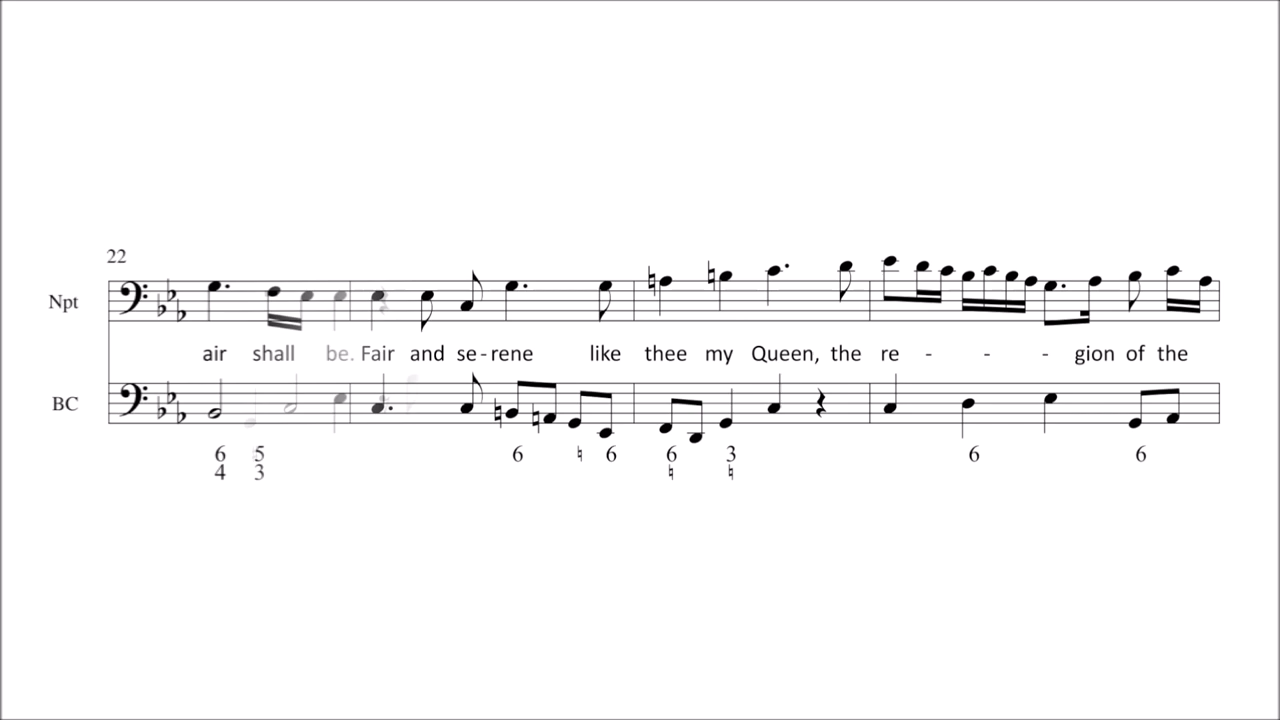 22
Npt
air shall be. Fair and se - rene like thee my Queen, the re - - - gion of the
BC
6 5 6 ♮ 6 6 3 6 6
4 3 ♮ ♮